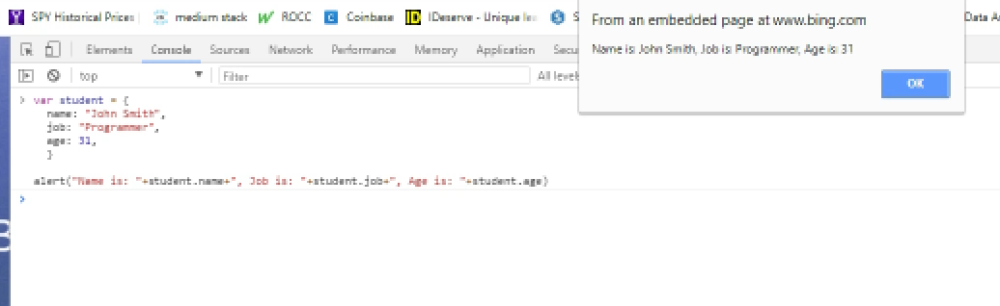 SPY Historical Prices
medium stack
ROCC
Coinbase
IDeserve - Unique
S
Data A
From an embedded page at www.bing.com
Name is: John Smith, Job is: Programmer, Age is: 31
OK
Elements Console Sources Network Performance Memory Application Secu
top Filter All levels
> var student = {
name: "John Smith",
job: "Programmer",
age: 31,
}
alert("Name is: "+student.name+", Job is: "+student.job+", Age is: "+student.age)
>